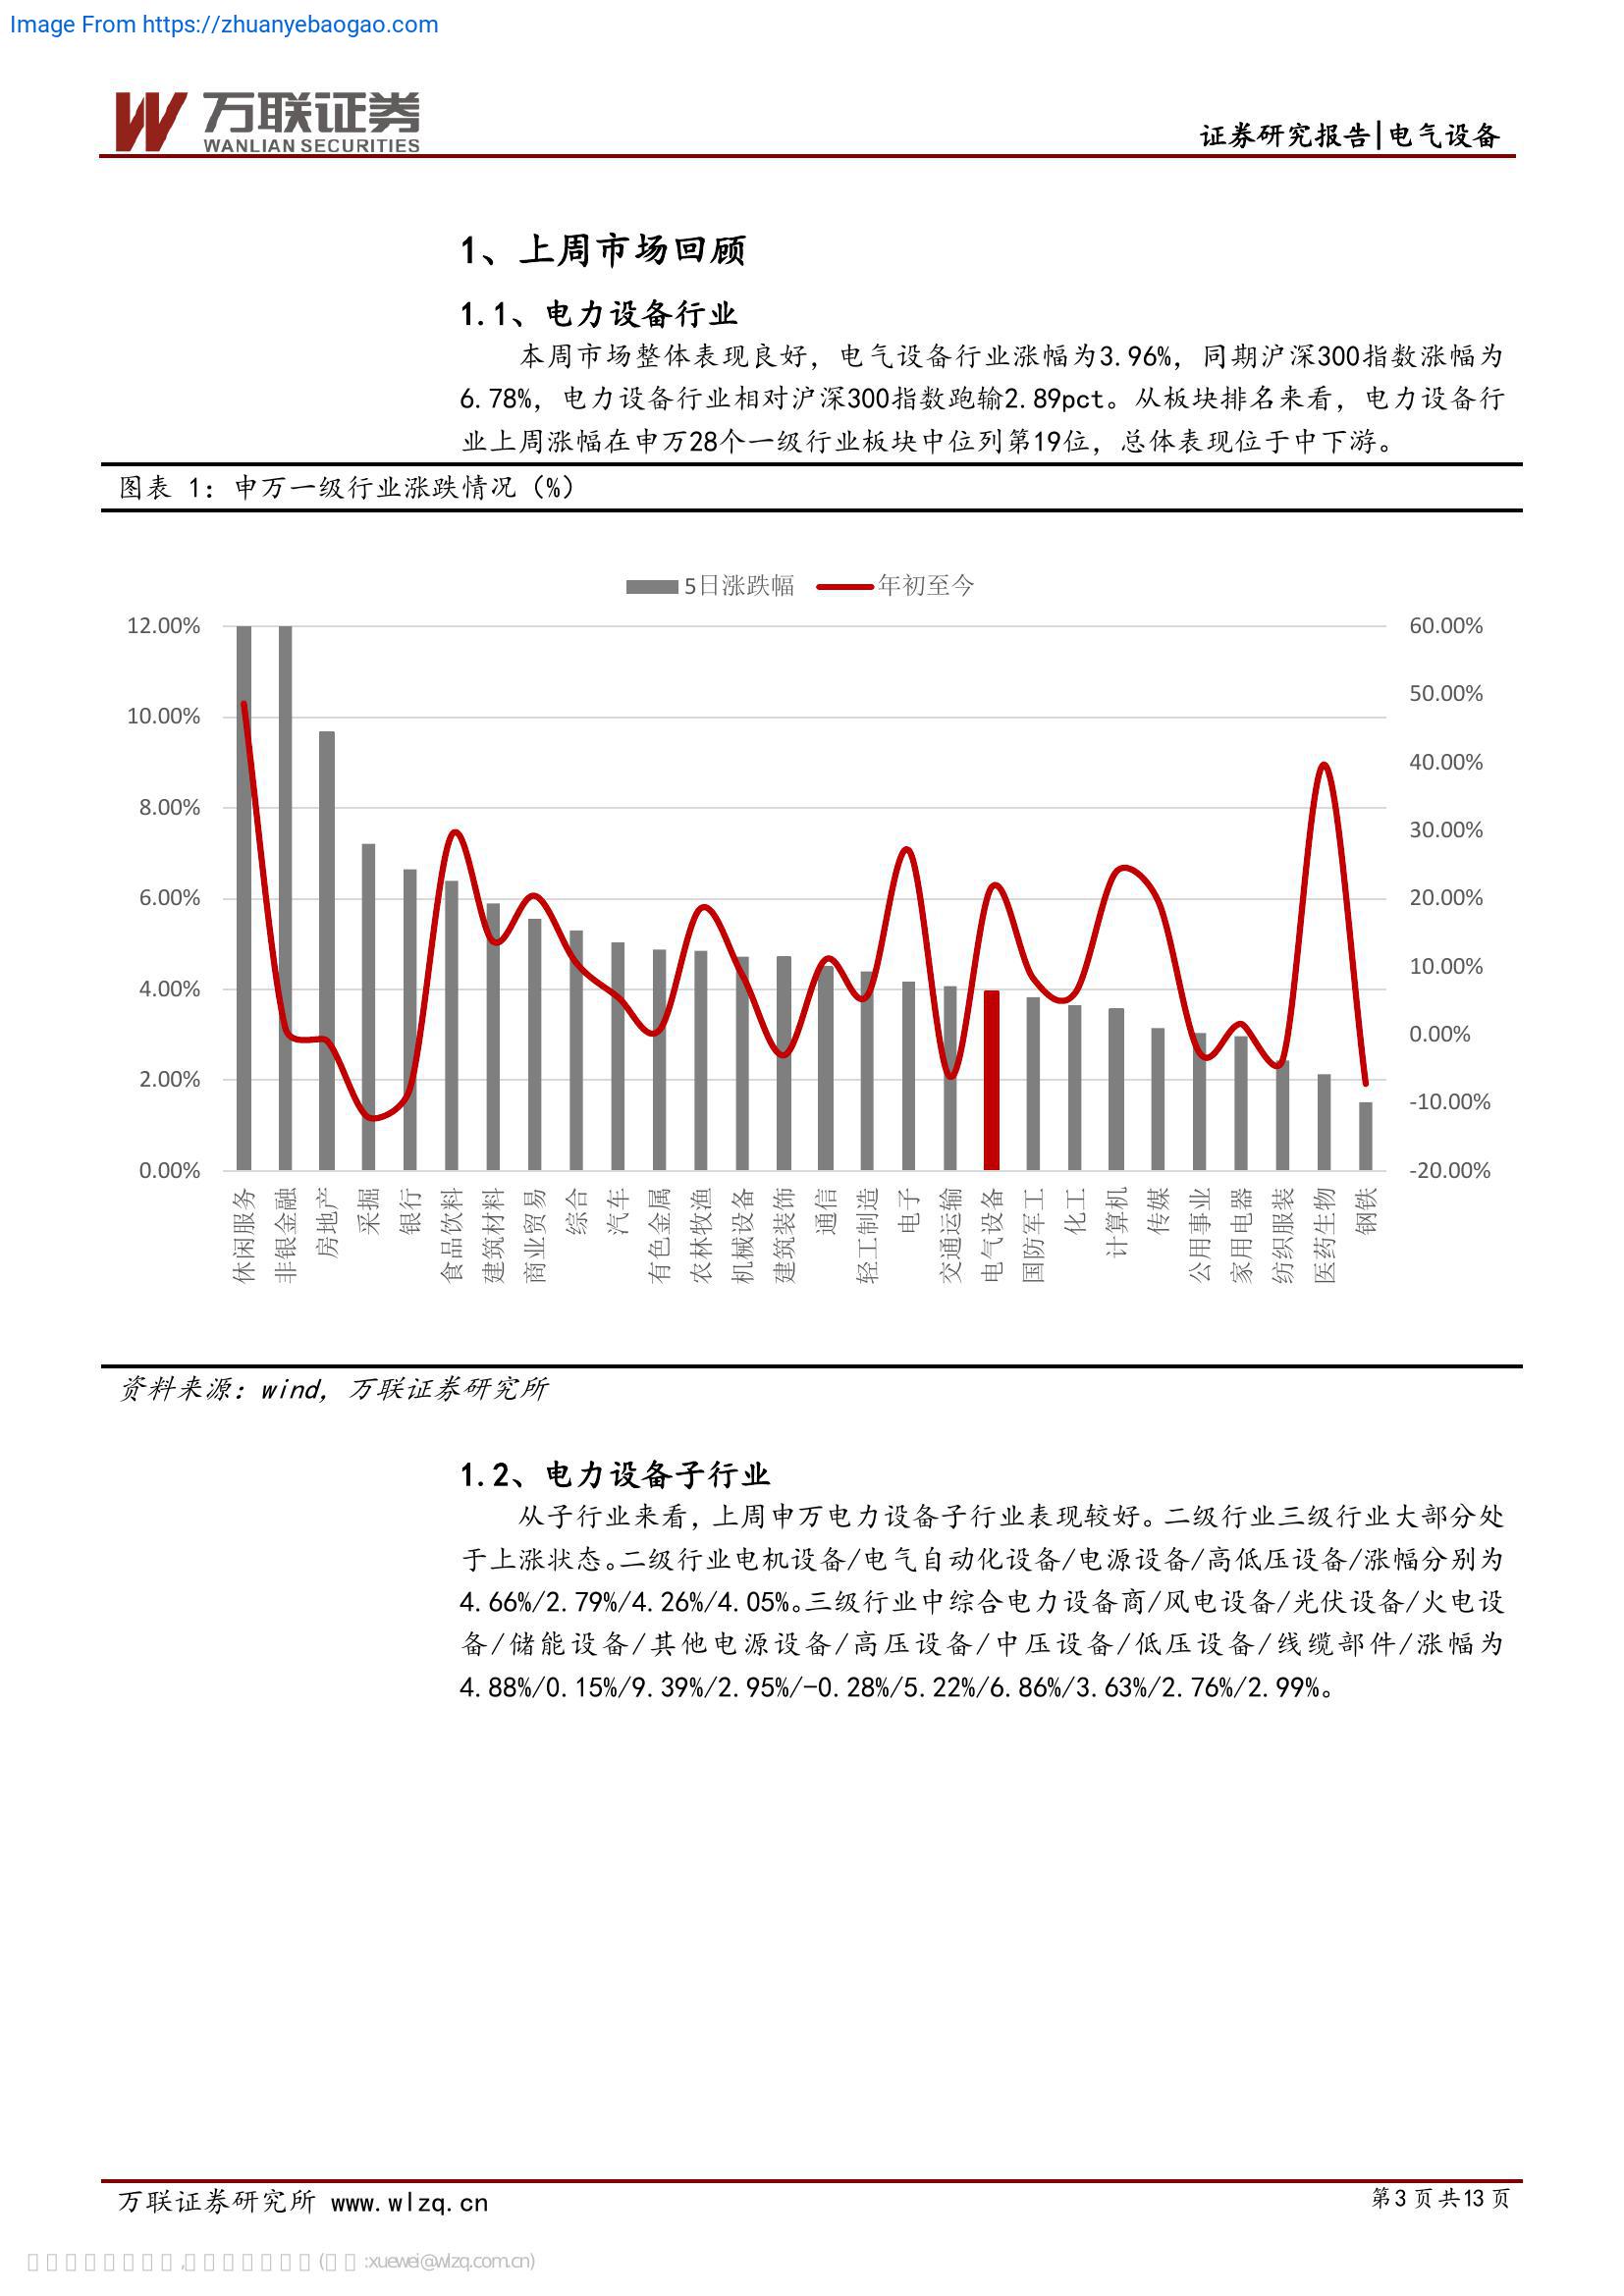 Image From https://zhuanyebaogao.com
万联证券
WANLIAN SECURITIES
证券研究报告|电气设备
1、上周市场回顾
1.1、电力设备行业
本周市场整体表现良好，电气设备行业涨幅为3.96%，同期沪深300指数涨幅为
6.78%，电力设备行业相对沪深300指数跑输2.89pct。从板块排名来看，电力设备行
业上周涨幅在申万28个一级行业板块中位列第19位，总体表现位于中下游。
图表 1：申万一级行业涨跌情况（%）
5日涨跌幅 年初至今
12.00% 60.00%
50.00%
10.00%
40.00%
8.00%
30.00%
6.00% 20.00%
10.00%
4.00%
0.00%
2.00%
-10.00%
0.00% -20.00%
休闲服务 非银金融 房地产 采掘 银行 食品饮料 建筑材料 商业贸易 综合 汽车 有色金属 农林牧渔 机械设备 建筑装饰 通信 轻工制造 电子 交通运输 电气设备 国防军工 化工 计算机 传媒 公用事业 家用电器 纺织服装 医药生物 钢铁
资料来源：wind，万联证券研究所
1.2、电力设备子行业
从子行业来看，上周申万电力设备子行业表现较好。二级行业三级行业大部分处
于上涨状态。二级行业电机设备/电气自动化设备/电源设备/高低压设备/涨幅分别为
4.66%/2.79%/4.26%/4.05%。三级行业中综合电力设备商/风电设备/光伏设备/火电设
备/储能设备/其他电源设备/高压设备/中压设备/低压设备/线缆部件/涨幅为
4.88%/0.15%/9.39%/2.95%/-0.28%/5.22%/6.86%/3.63%/2.76%/2.99%。
万联证券研究所 www.wlzq.cn
第3页共13页
,(:xuewei@wlzq.com.cn)